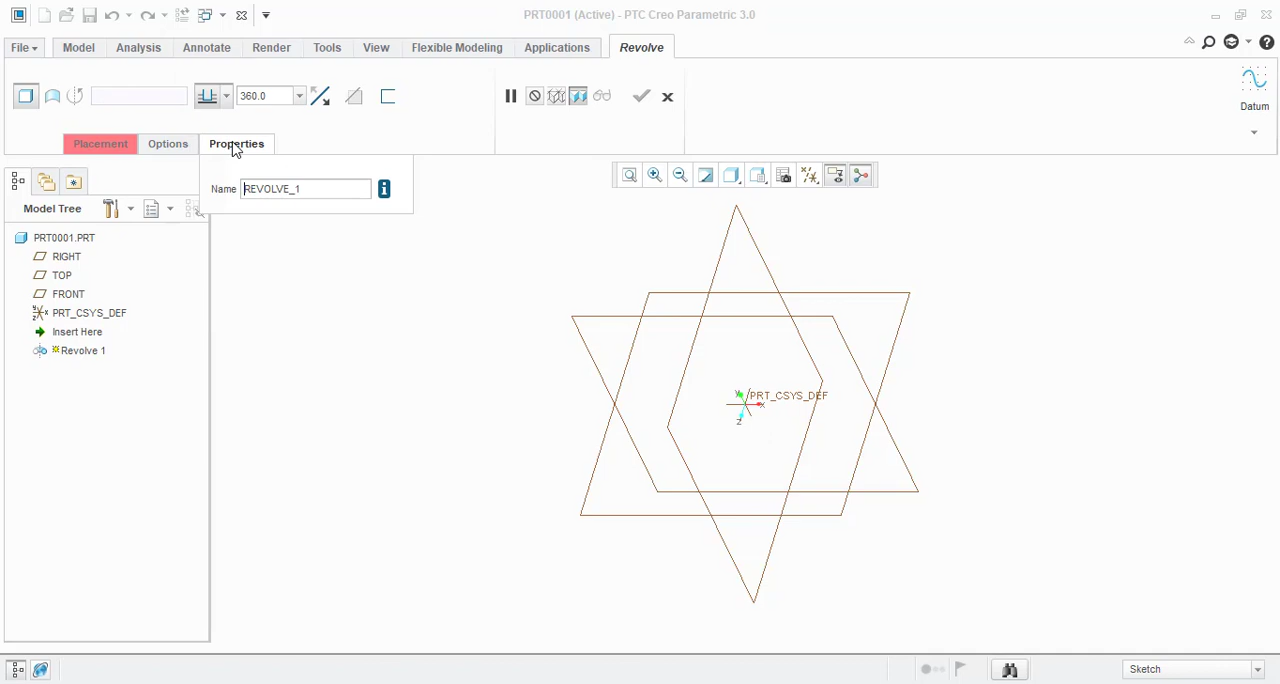 PRT0001 (Active) - PTC Creo Parametric 3.0
File Model Analysis Annotate Render Tools View Flexible Modeling Applications Revolve
360.0
Datum
Placement Options Properties
Name REVOLVE_1
Model Tree
PRT0001.PRT
RIGHT
TOP
FRONT
PRT_CSYS_DEF
Insert Here
Revolve 1
Y PRT_CSYS_DEF
X
Z
Sketch